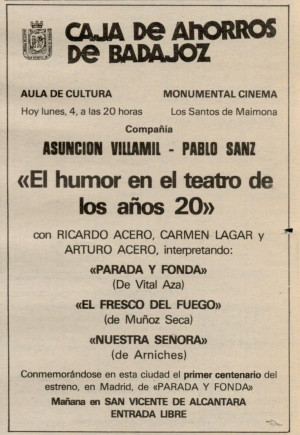 CAJA DE AHORROS
DE BADAJOZ
AULA DE CULTURA
MONUMENTAL CINEMA
Hoy lunes, 4, a las 20 horas
Los Santos de Maimona
Compañía
ASUNCION VILLAMIL - PABLO SANZ
«El humor en el teatro de
los años 20»
con RICARDO ACERO, CARMEN LAGAR y
ARTURO ACERO, interpretando:
«PARADA Y FONDA»
(De Vital Aza)
«EL FRESCO DEL FUEGO»
(de Muñoz Seca)
«NUESTRA SENORA»
(de Arniches)
Conmemorándose en esta ciudad el primer centenario del
estreno, en Madrid, de «PARADA Y FONDA»
Mañana en SAN VICENTE DE ALCANTARA
ENTRADA LIBRE